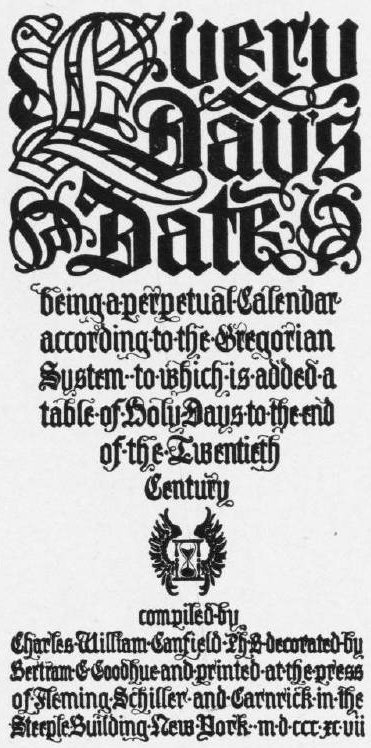 Every
Day's
Date
being·a·perpetual·Calendar
according·to·the·Gregorian
System·to·which·is·added·a
table·of·Holy·Days·to·the·end
of·the·Twentieth
Century
compiled·by
Charles·William·Canfield·PhB·decorated·by
Bertram·G·Goodhue·and·printed·at·the·press
of·Fleming·Schiller·and·Carnrick·in·the
Steeple·Building·New·York··m·d·ccc·xc·vii